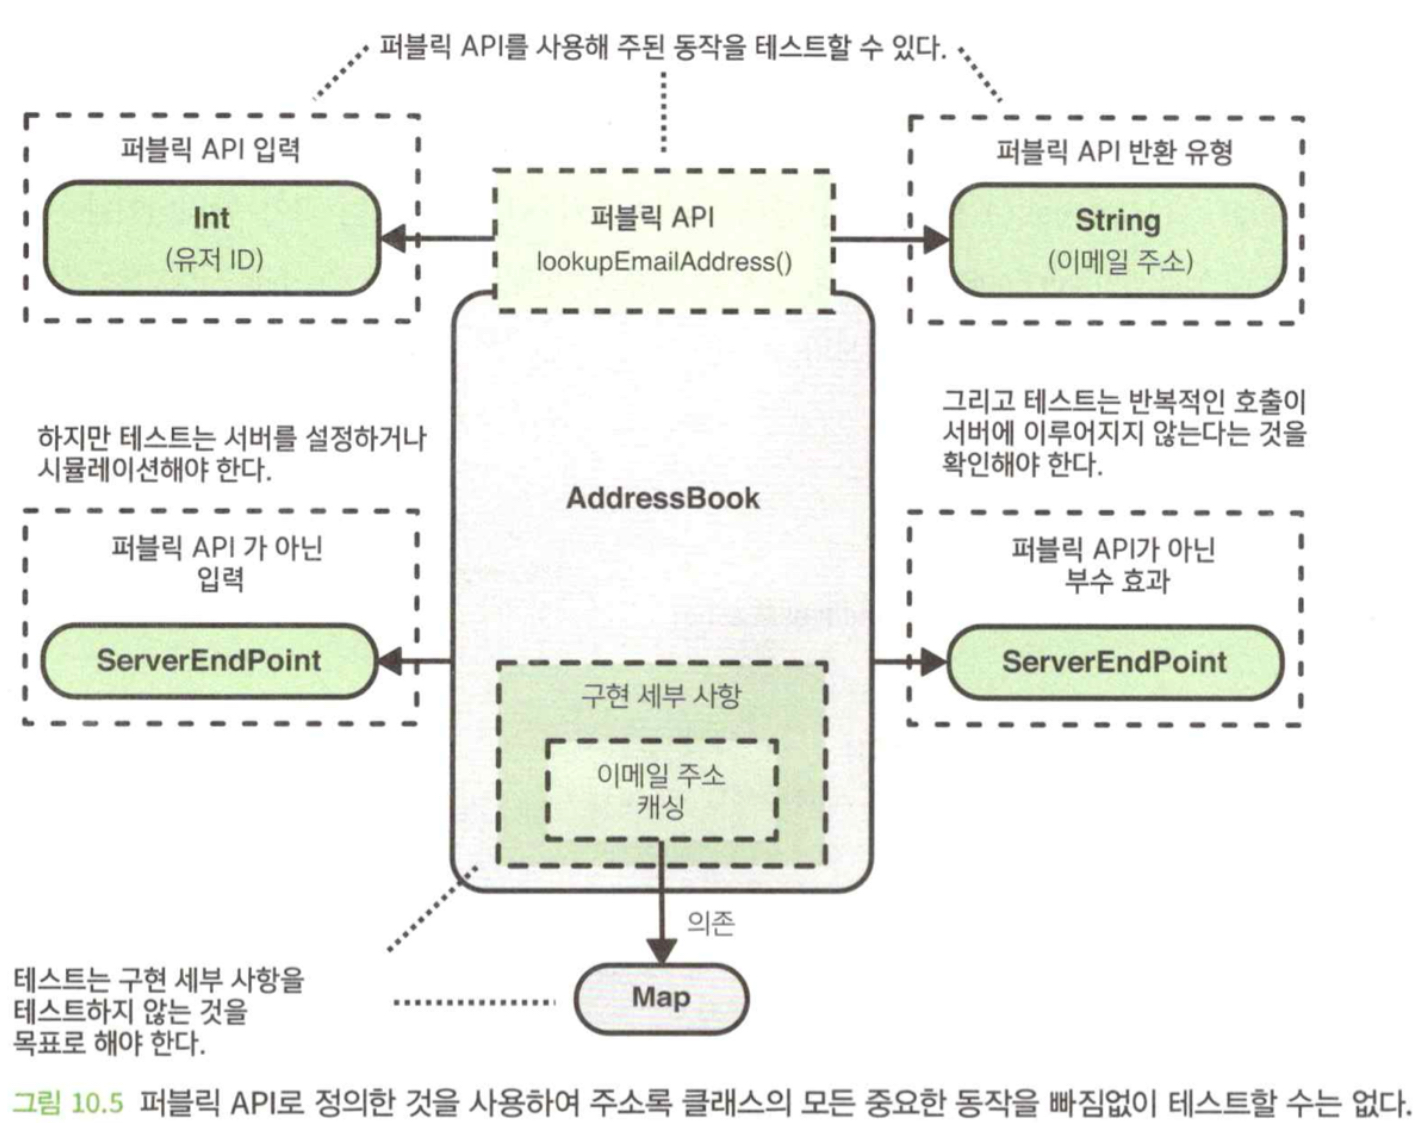 퍼블릭 API를 사용해 주된 동작을 테스트할 수 있다.
퍼블릭 API 입력
Int
(유저 ID)
퍼블릭 API
lookupEmailAddress()
퍼블릭 API 반환 유형
String
(이메일 주소)
하지만 테스트는 서버를 설정하거나
시뮬레이션해야 한다.
그리고 테스트는 반복적인 호출이
서버에 이루어지지 않는다는 것을
확인해야 한다.
AddressBook
퍼블릭 API 가 아닌
입력
ServerEndPoint
퍼블릭 API가 아닌
부수 효과
ServerEndPoint
구현 세부 사항
이메일 주소
캐싱
의존
Map
테스트는 구현 세부 사항을
테스트하지 않는 것을
목표로 해야 한다.
그림 10.5 퍼블릭 API로 정의한 것을 사용하여 주소록 클래스의 모든 중요한 동작을 빠짐없이 테스트할 수는 없다.